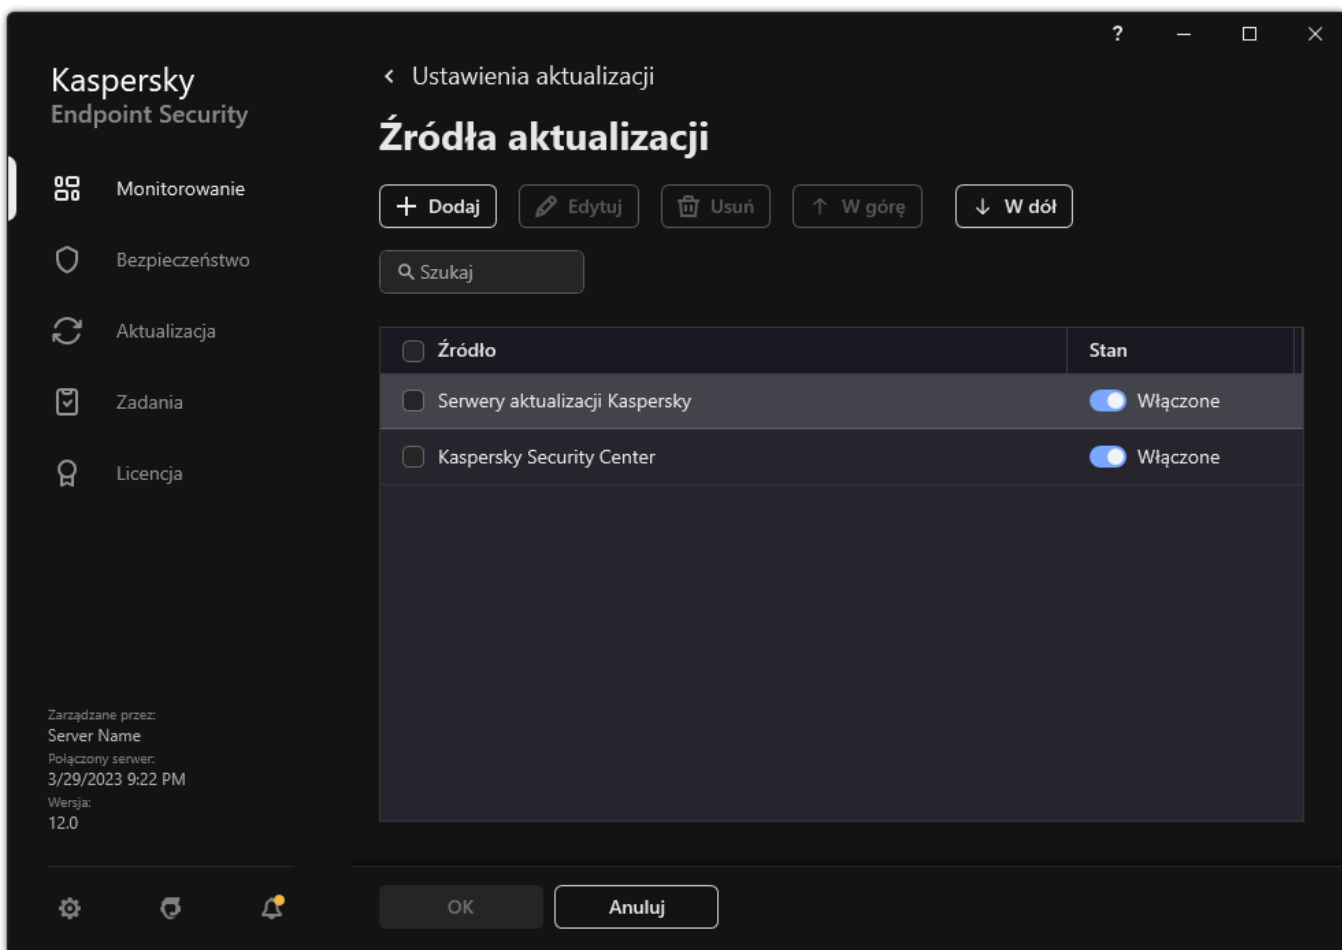 ?
Kaspersky
Endpoint Security
Monitorowanie
Bezpieczeństwo
Aktualizacja
Zadania
Licencja
Zarządzane przez:
Server Name
Połączony serwer:
3/29/2023 9:22 PM
Wersja:
12.0
Ustawienia aktualizacji
Źródła aktualizacji
Dodaj Edytuj Usuń W górę W dół
Szukaj
Źródło Stan
Serwery aktualizacji Kaspersky Włączone
Kaspersky Security Center Włączone
OK Anuluj